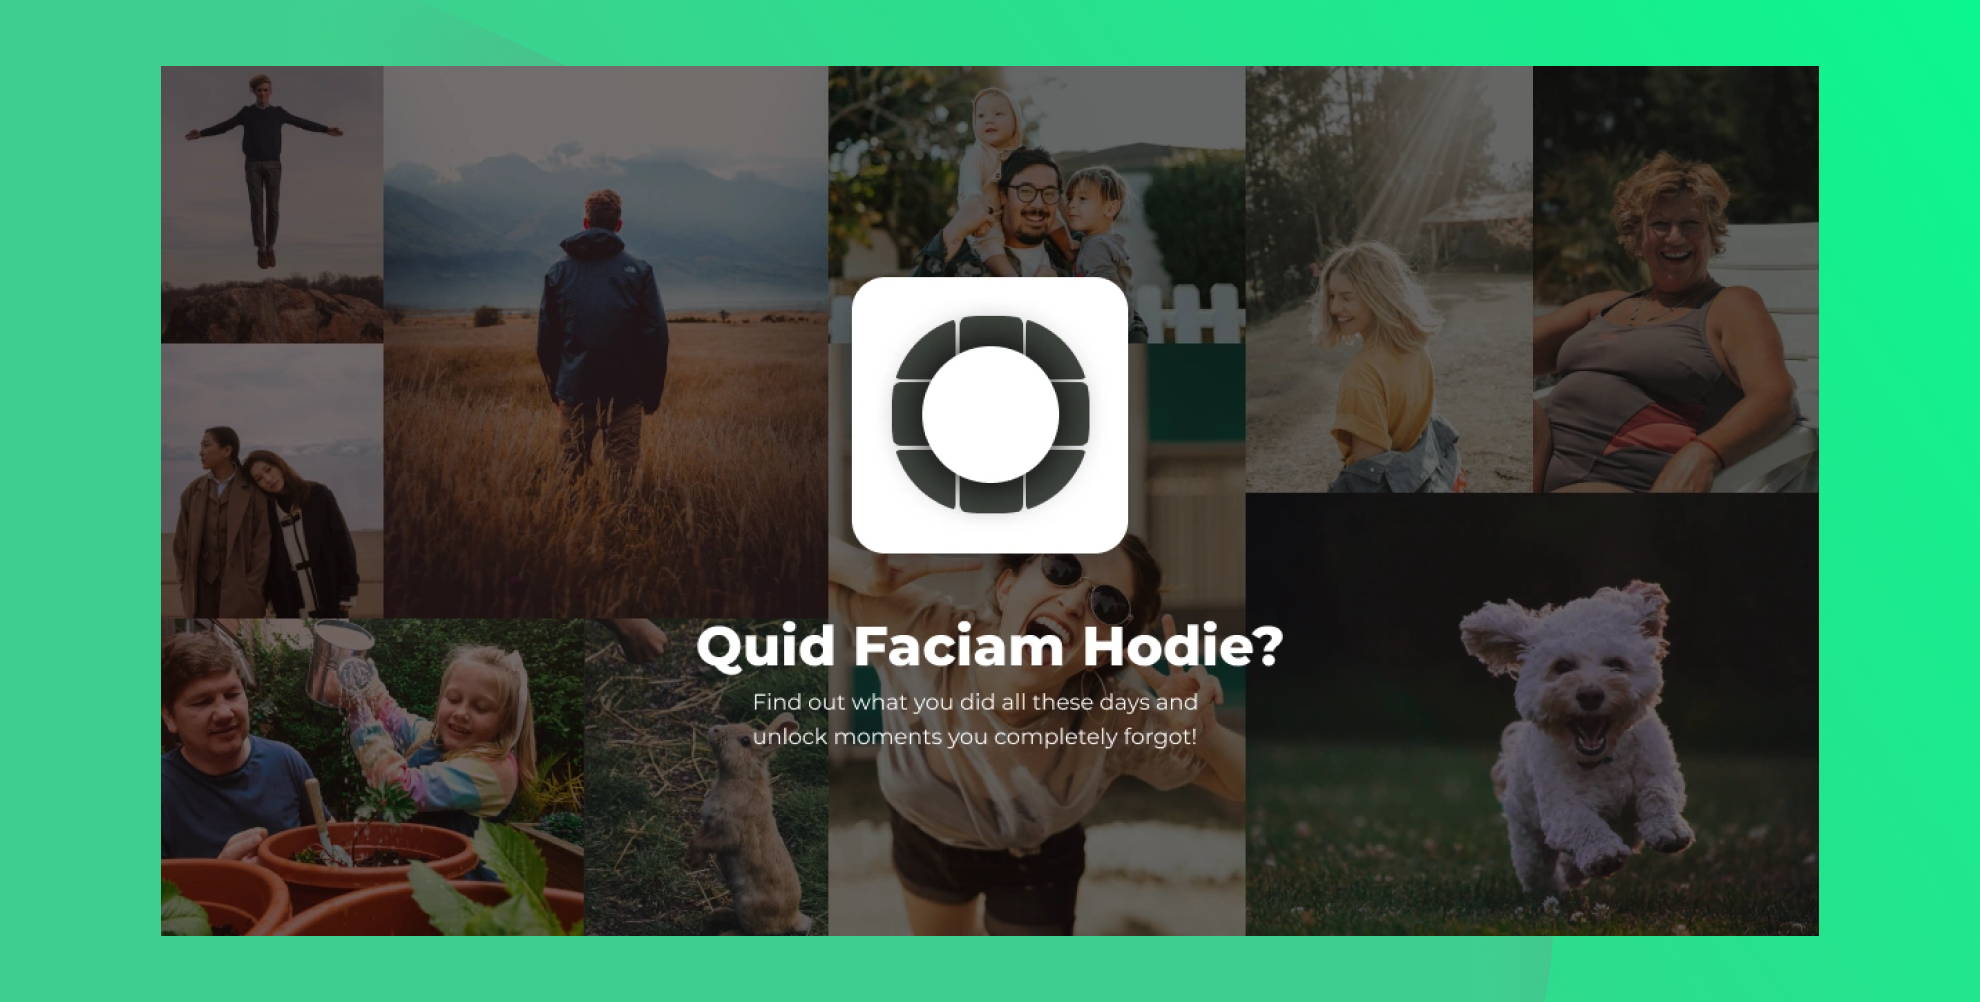 Quid Faciam Hodie?
Find out what you did all these days and
unlock moments you completely forgot!